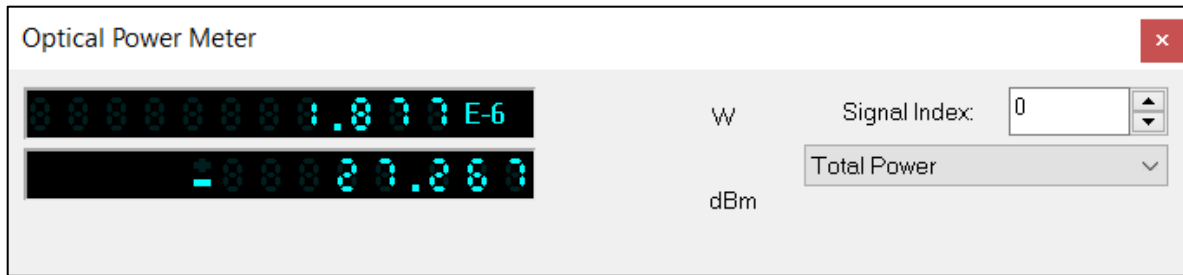 Optical Power Meter
1.877 E-6 W
Signal Index: 0
Total Power
- 27.267 dBm